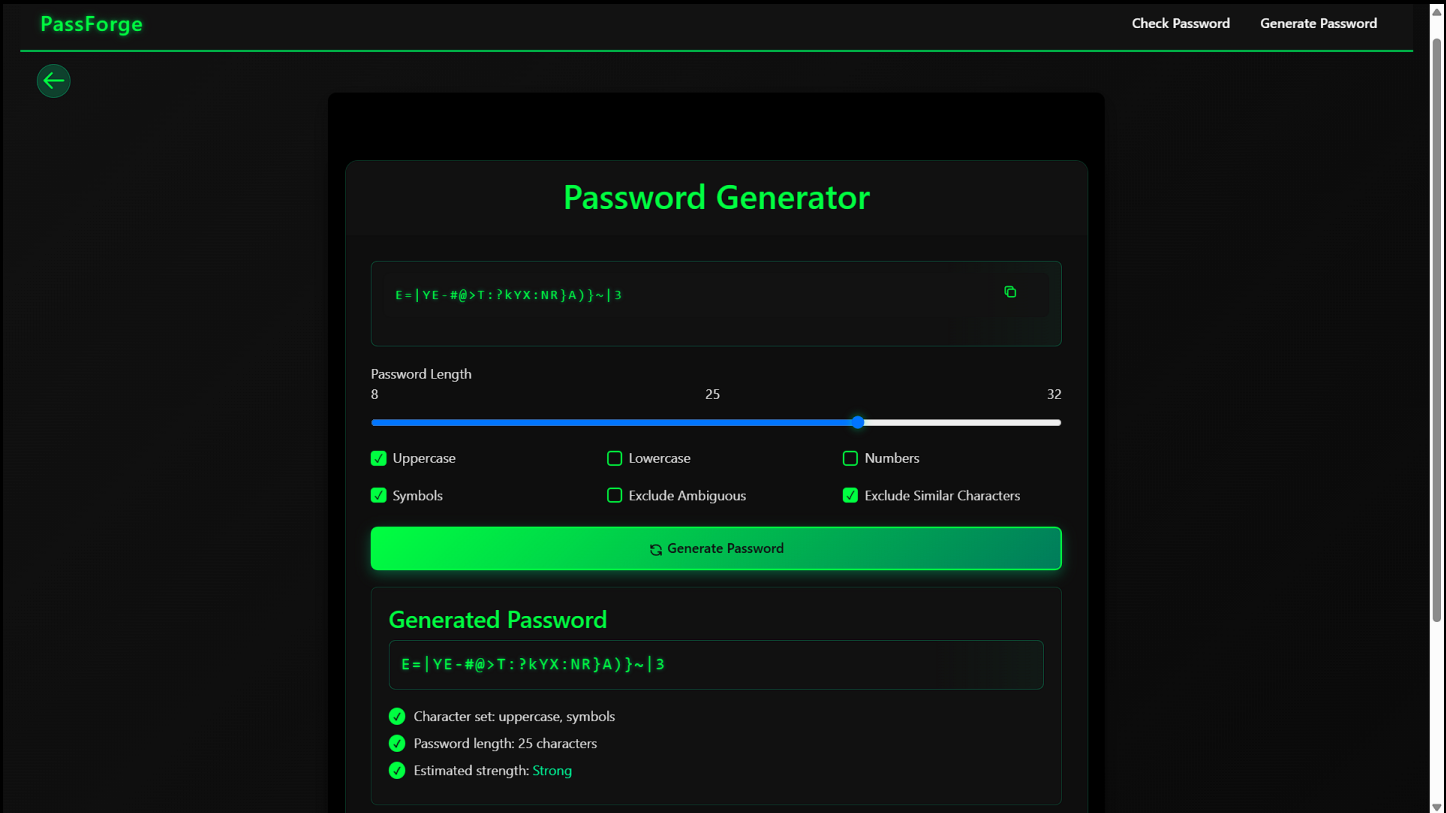 PassForge
Check Password Generate Password
Password Generator
E=|YE-#@>T:?kYX:NR}A)}~|3
Password Length
8 25 32
Uppercase Lowercase Numbers
Symbols Exclude Ambiguous Exclude Similar Characters
Generate Password
Generated Password
E=|YE-#@>T:?kYX:NR}A)}~|3
Character set: uppercase, symbols
Password length: 25 characters
Estimated strength: Strong